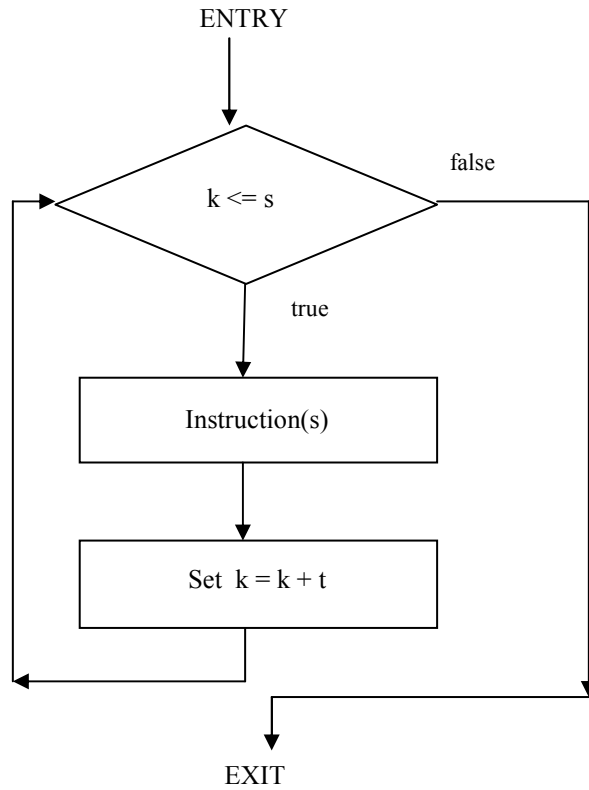 ENTRY
false
k <= s
true
Instruction(s)
Set k = k + t
EXIT